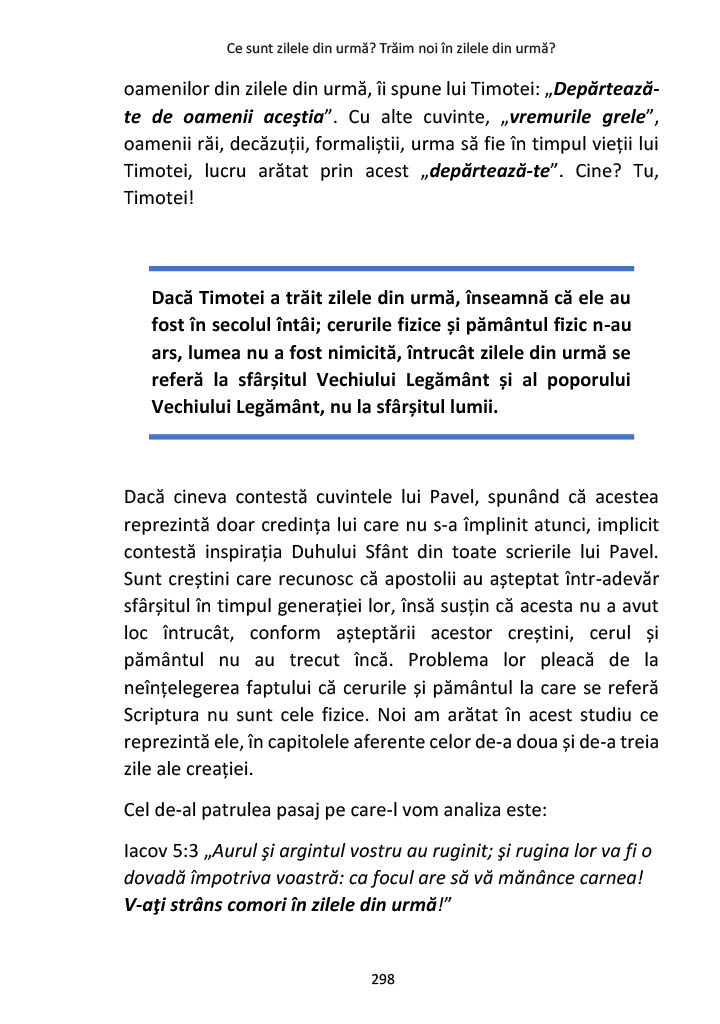 Ce sunt zilele din urmă? Trăim noi în zilele din urmă?
oamenilor din zilele din urmă, îi spune lui Timotei: „Depărtează-
te de oamenii aceştia”. Cu alte cuvinte, „vremurile grele”,
oamenii răi, decăzuții, formaliștii, urma să fie în timpul vieții lui
Timotei, lucru arătat prin acest „depărtează-te”. Cine? Tu,
Timotei!
Dacă Timotei a trăit zilele din urmă, înseamnă că ele au
fost în secolul întâi; cerurile fizice și pământul fizic n-au
ars, lumea nu a fost nimicită, întrucât zilele din urmă se
referă la sfârșitul Vechiului Legământ și al poporului
Vechiului Legământ, nu la sfârșitul lumii.
Dacă cineva contestă cuvintele lui Pavel, spunând că acestea
reprezintă doar credința lui care nu s-a împlinit atunci, implicit
contestă inspirația Duhului Sfânt din toate scrierile lui Pavel.
Sunt creștini care recunosc că apostolii au așteptat într-adevăr
sfârșitul în timpul generației lor, însă susțin că acesta nu a avut
loc întrucât, conform așteptării acestor creștini, cerul și
pământul nu au trecut încă. Problema lor pleacă de la
neînțelegerea faptului că cerurile și pământul la care se referă
Scriptura nu sunt cele fizice. Noi am arătat în acest studiu ce
reprezintă ele, în capitolele aferente celor de-a doua și de-a treia
zile ale creației.
Cel de-al patrulea pasaj pe care-l vom analiza este:
Iacov 5:3 „Aurul şi argintul vostru au ruginit; şi rugina lor va fi o
dovadă împotriva voastră: ca focul are să vă mănânce carnea!
V-aţi strâns comori în zilele din urmă!”
298